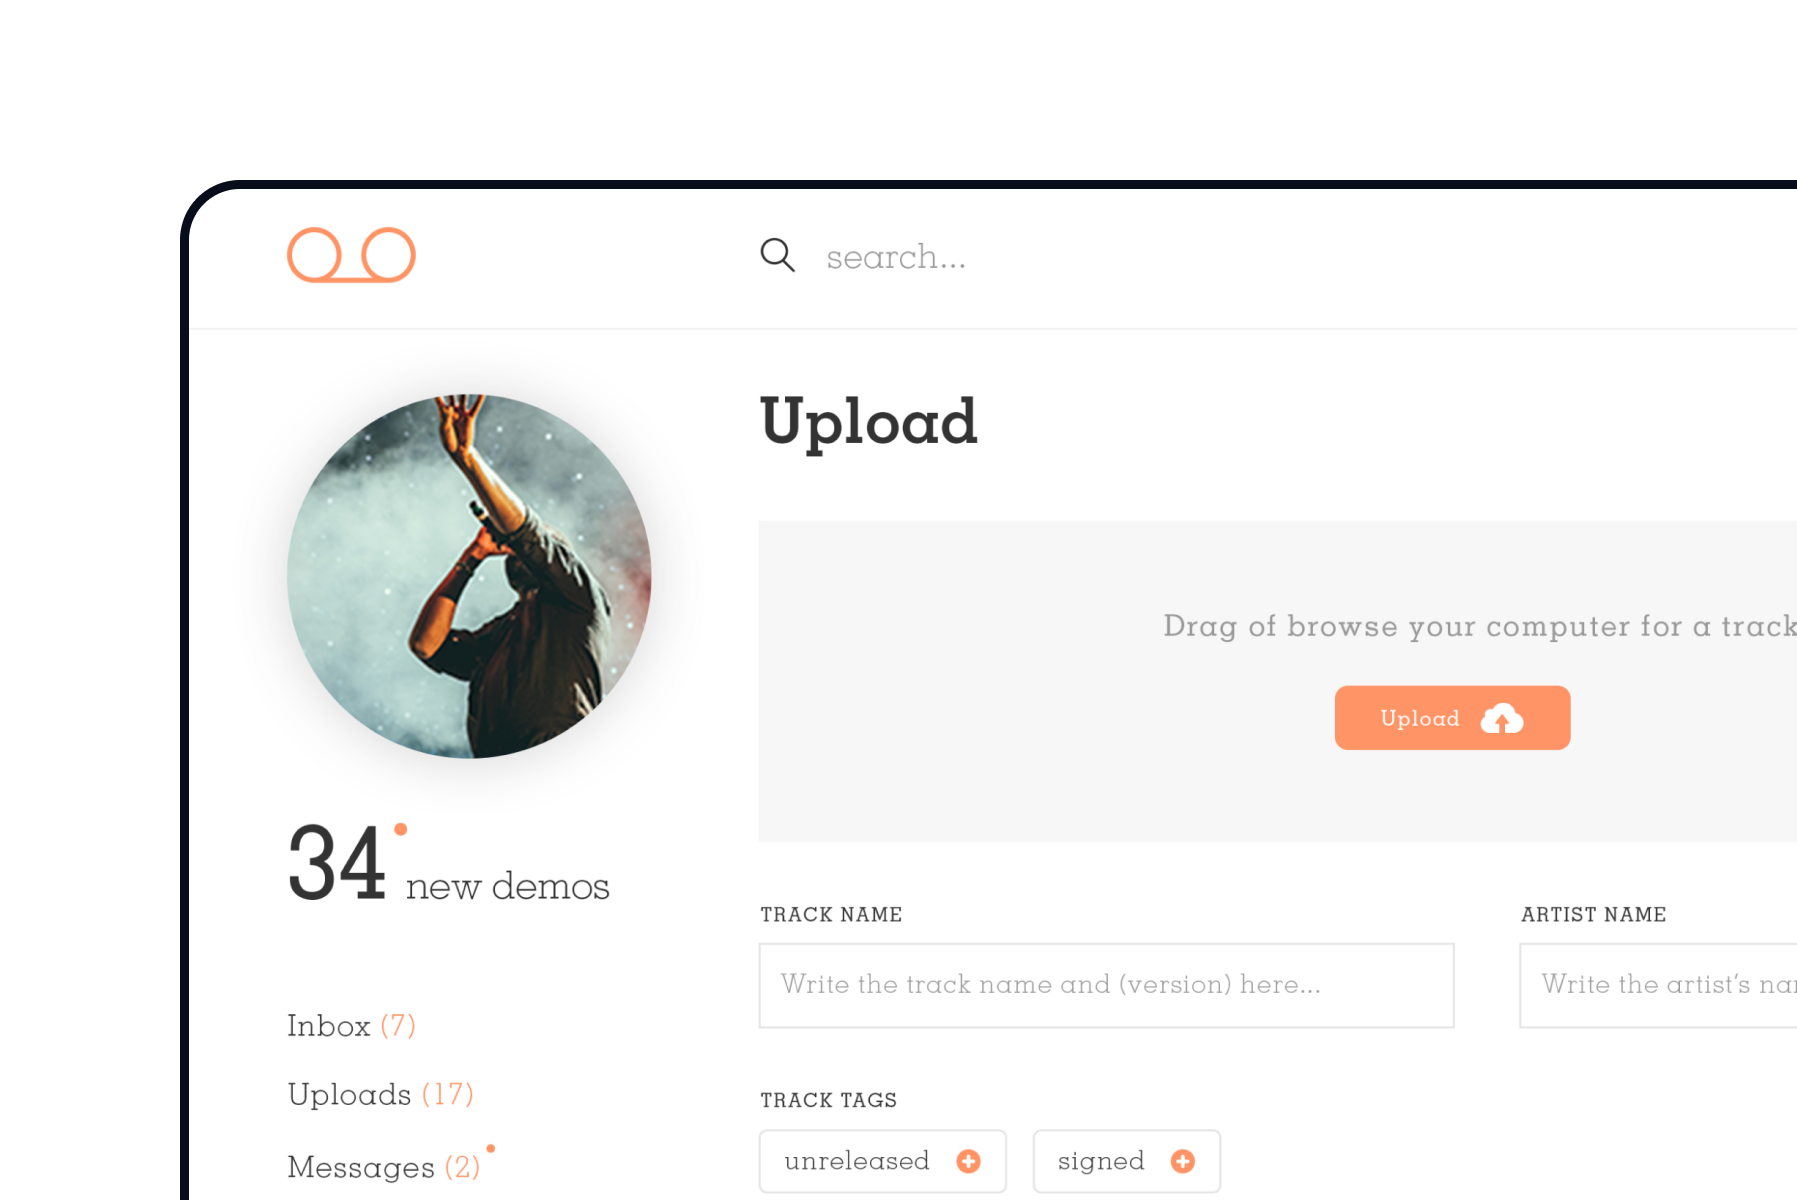 search...
Upload
Drag of browse your computer for a track
Upload
34 new demos
TRACK NAME
ARTIST NAME
Write the track name and (version) here...
Write the artist's nar
Inbox (7)
Uploads (17)
Messages (2)
TRACK TAGS
unreleased
signed